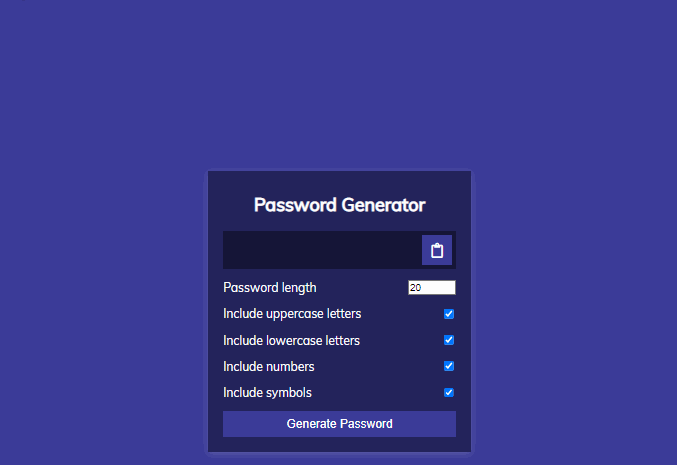 Password Generator
Password length 20
Include uppercase letters
Include lowercase letters
Include numbers
Include symbols
Generate Password